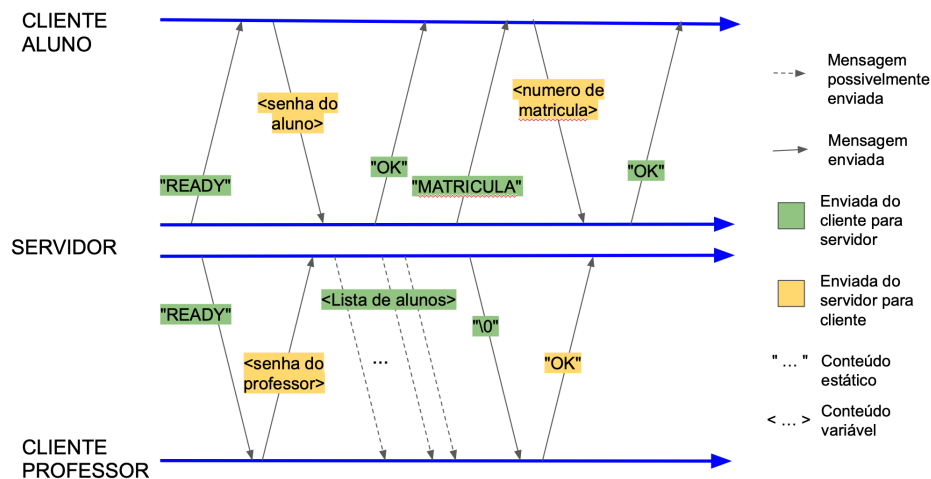 CLIENTE
ALUNO
"READY"
<senha do
aluno>
"OK"
"MATRICULA"
<numero de
matricula>
"OK"
SERVIDOR
"READY"
<senha do
professor>
<Lista de alunos>
...
"\0"
"OK"
CLIENTE
PROFESSOR
Mensagem
possivelmente
enviada
Mensagem
enviada
Enviada do
cliente para
servidor
Enviada do
servidor para
cliente
" ... " Conteúdo
estático
< ... > Conteúdo
variável